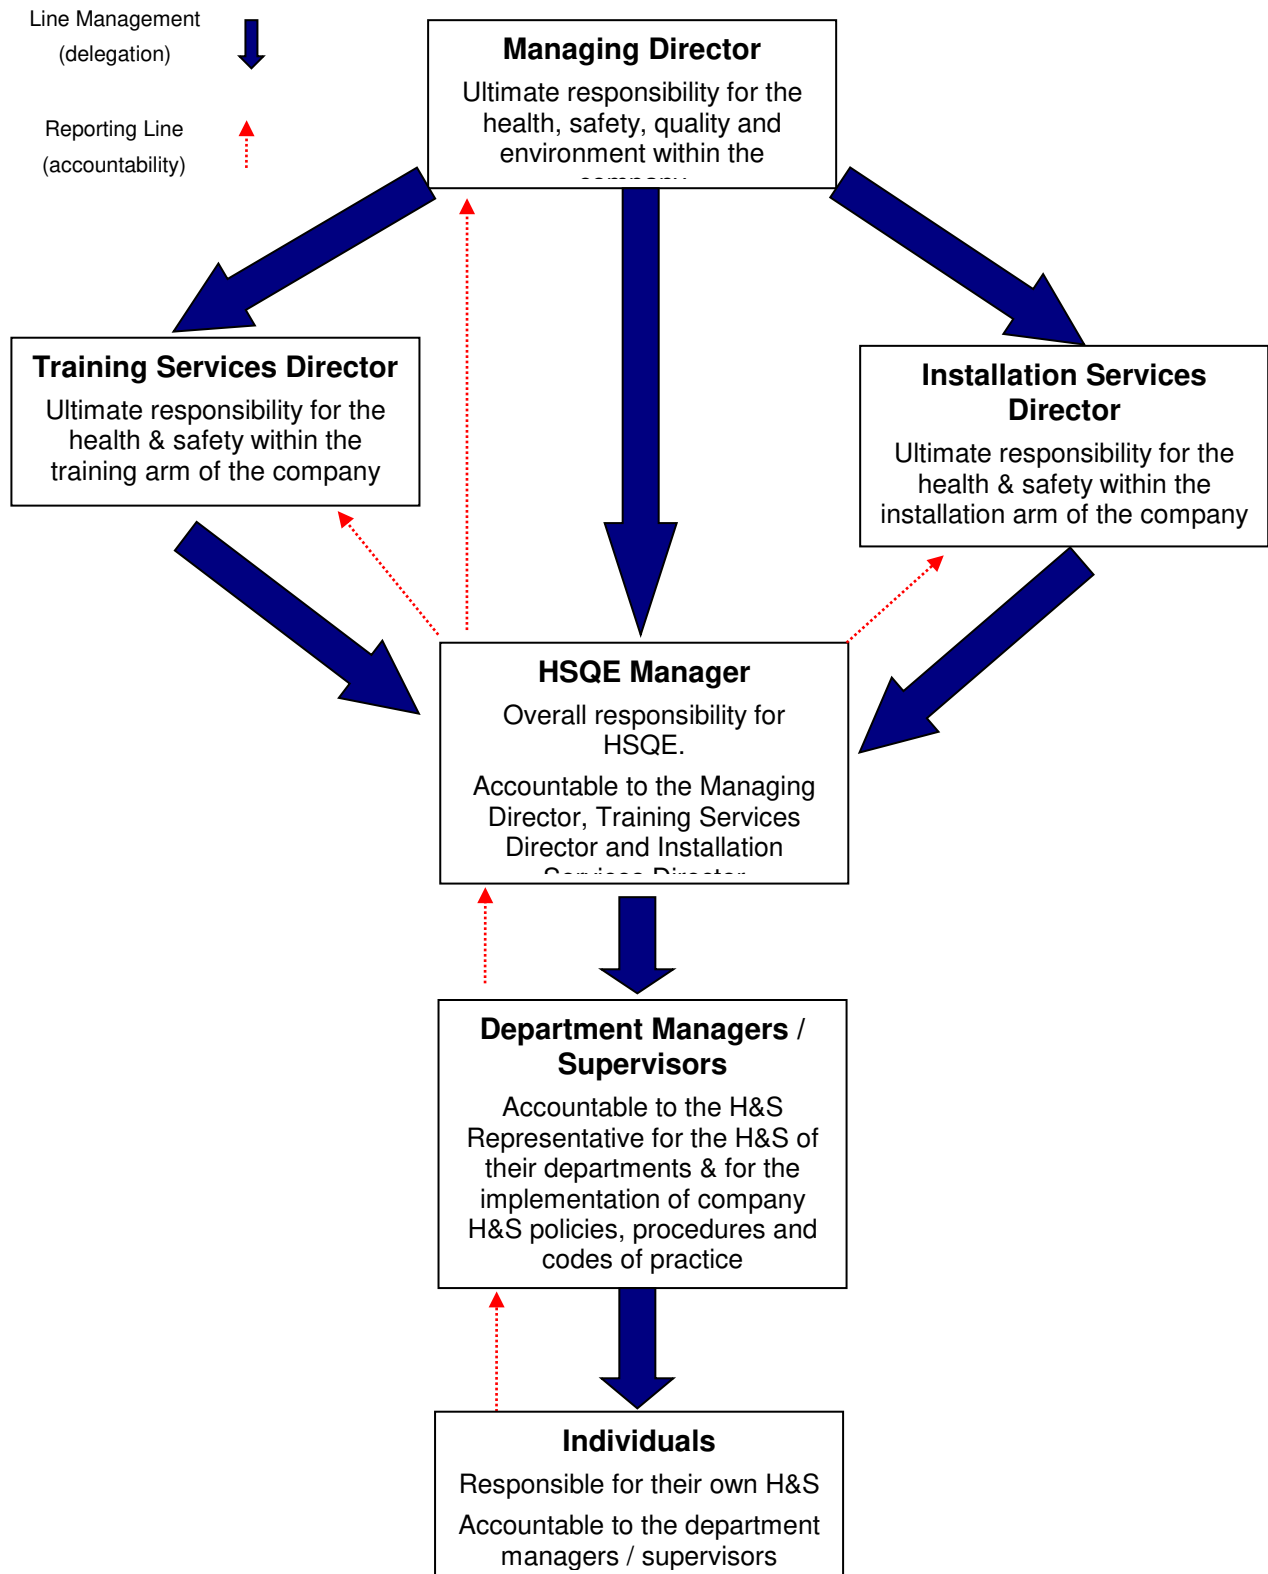 Line Management
(delegation)
Reporting Line
(accountability)
Managing Director
Ultimate responsibility for the
health, safety, quality and
environment within the
Training Services Director
Ultimate responsibility for the
health & safety within the
training arm of the company
Installation Services
Director
Ultimate responsibility for the
health & safety within the
installation arm of the company
HSQE Manager
Overall responsibility for
HSQE.
Accountable to the Managing
Director, Training Services
Director and Installation
Services Director
Department Managers /
Supervisors
Accountable to the H&S
Representative for the H&S of
their departments & for the
implementation of company
H&S policies, procedures and
codes of practice
Individuals
Responsible for their own H&S
Accountable to the department
managers / supervisors